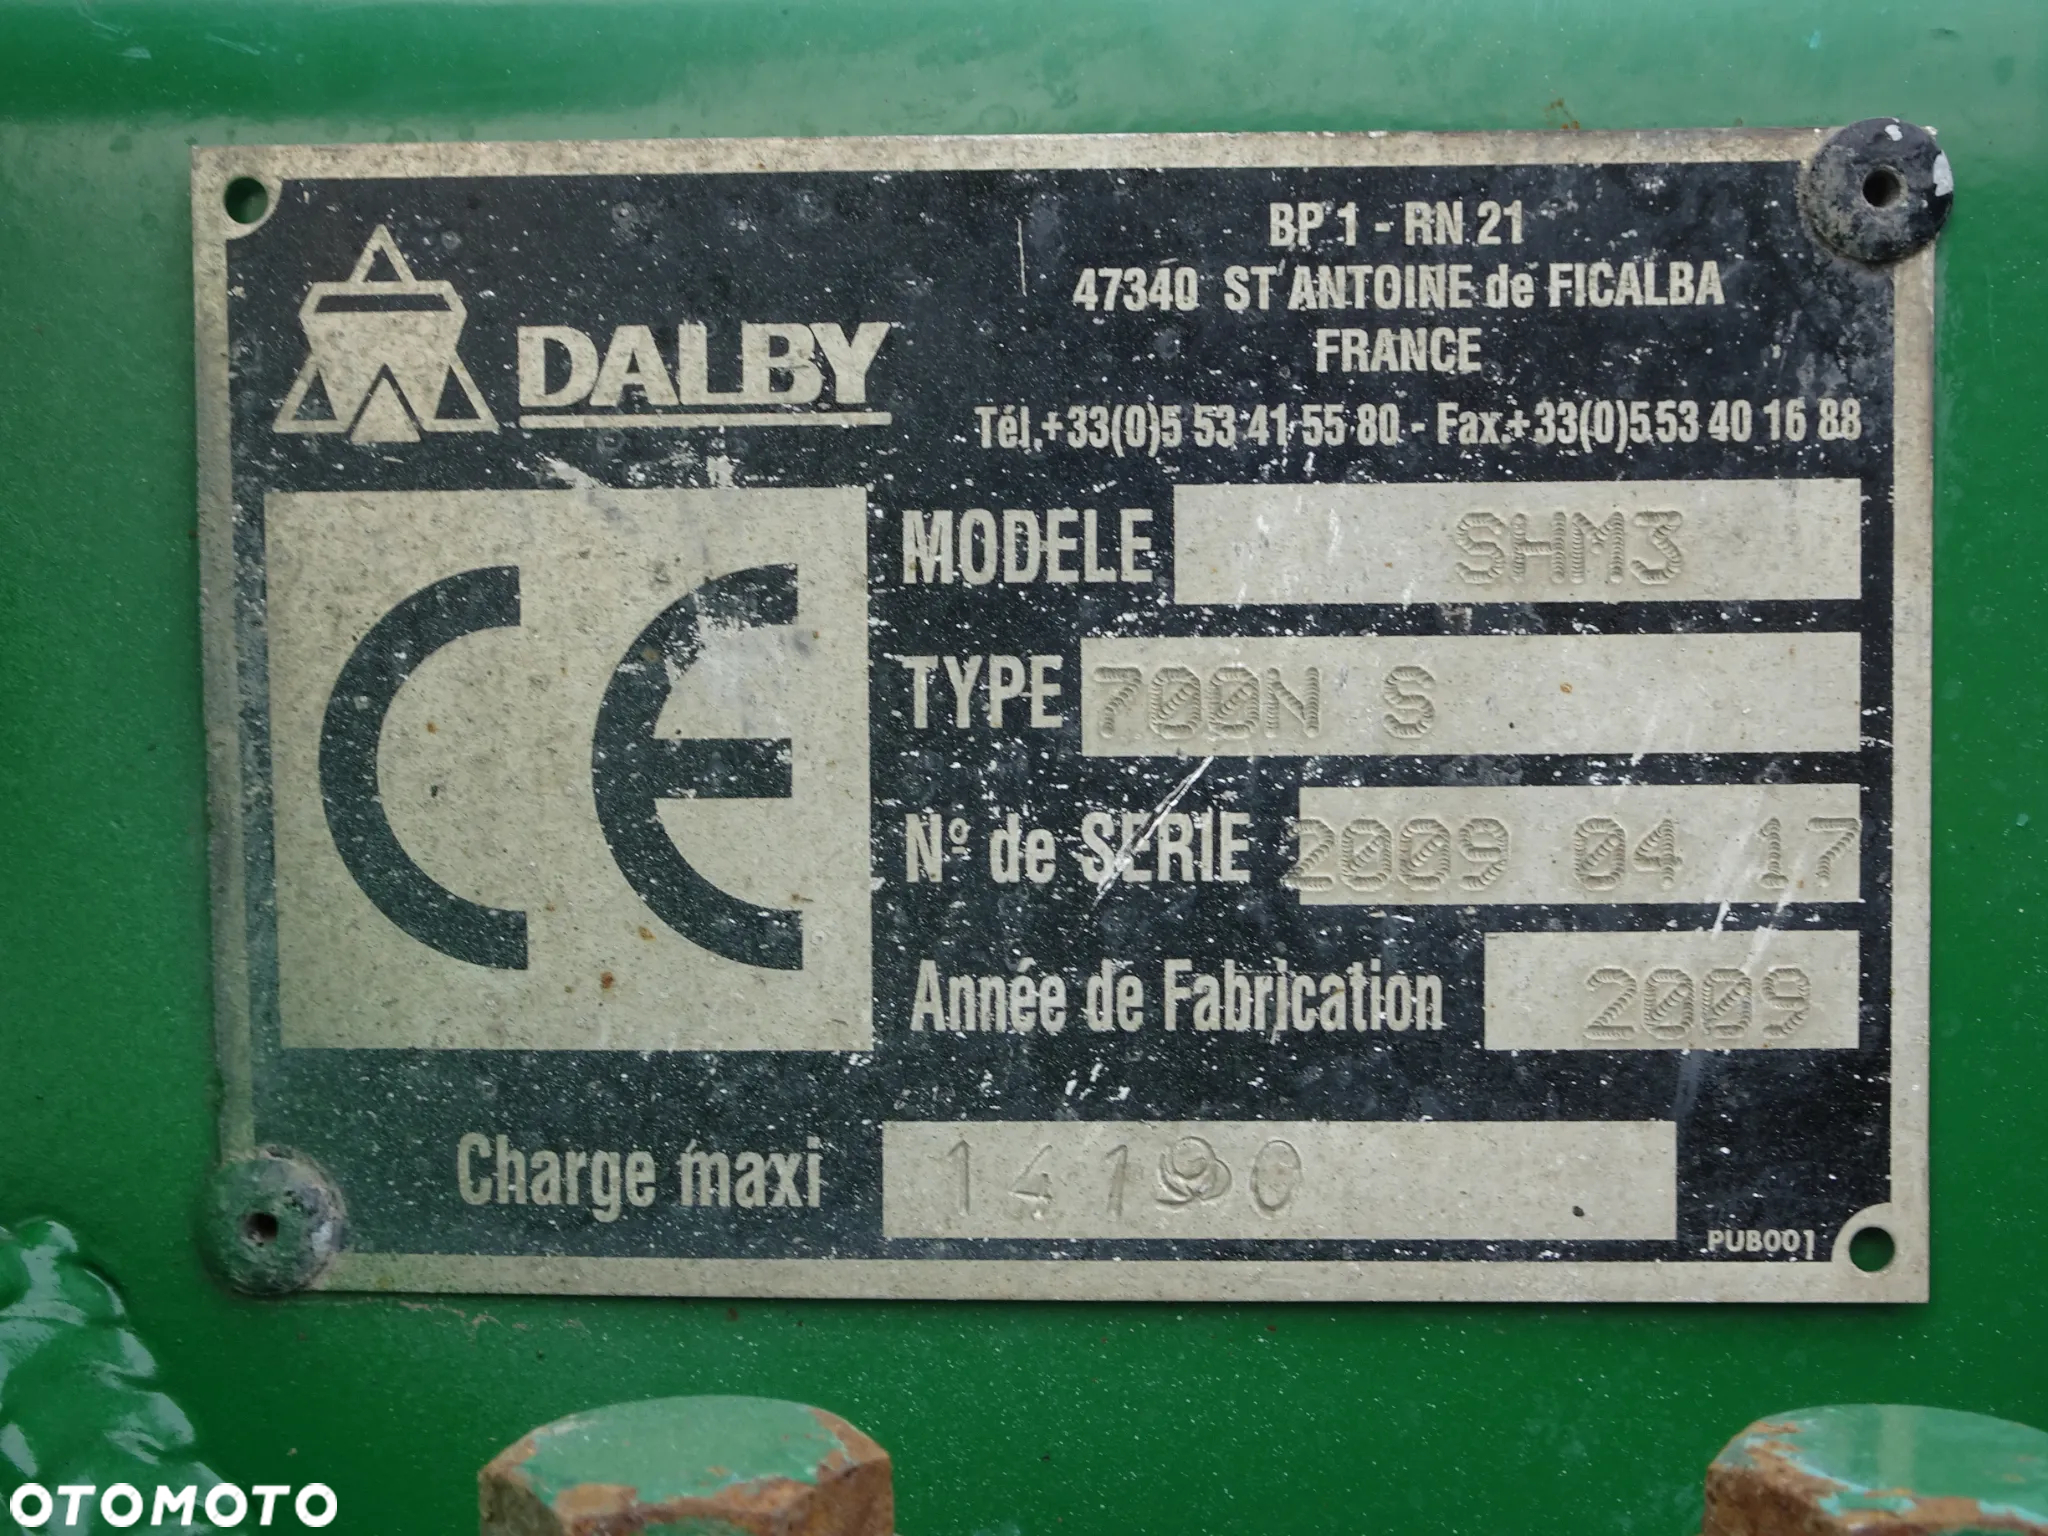 DALBY
BP 1 - RN 21
47340 ST ANTOINE de FICALBA
FRANCE
Tél.+33(0)5 53 41 55 80 - Fax.+33(0)5 53 40 16 88
CE
MODELE SHM3
TYPE 700N S
Nº de SERIE 2009 04 17
Année de Fabrication 2009
Charge maxi
PUB001
OTOMOTO